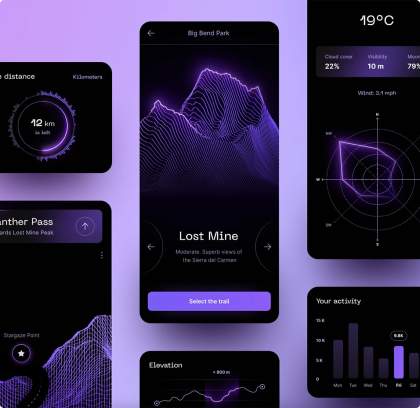 e distance
Kilometers
12 km
is left
anther Pass
ards Lost Mine Peak
Stargaze Point
Big Bend Park
Lost Mine
Moderate. Superb views of
the Sierra del Carmen
Select the trail
Elevation
+ 800 m
19°C
Cloud cover
Visibility
Moon
22%
10 m
79%
Wind: 3,1 mph
N
NW
W
SW
S
Your activity
15 K
10 K
5 K
0
9.8K
Mon
Tue
Wed
Thu
Fri
Sat